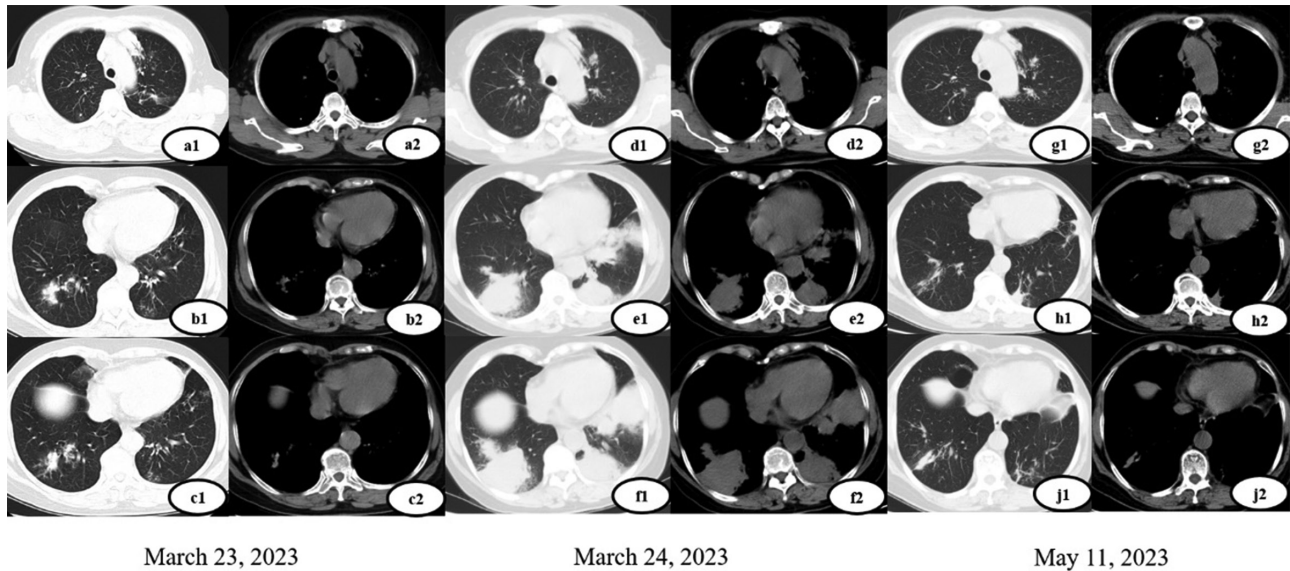 a1 a2 d1 d2 g1 g2
b1 b2 e1 e2 h1 h2
c1 c2 f1 f2 j1 j2
March 23, 2023 March 24, 2023 May 11, 2023